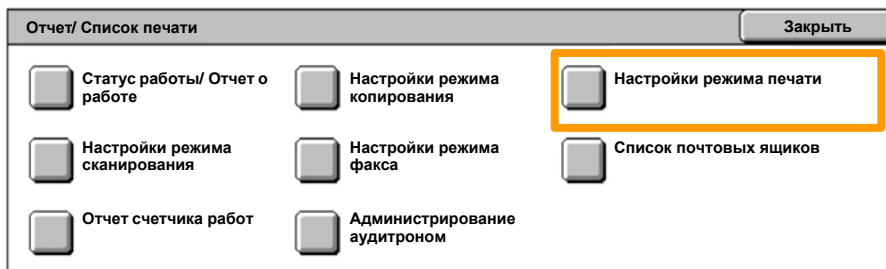 Отчет/ Список печати
Закрыть
Статус работы/ Отчет о
работе
Настройки режима
копирования
Настройки режима печати
Настройки режима
сканирования
Настройки режима
факса
Список почтовых ящиков
Отчет счетчика работ
Администрирование
аудитроном